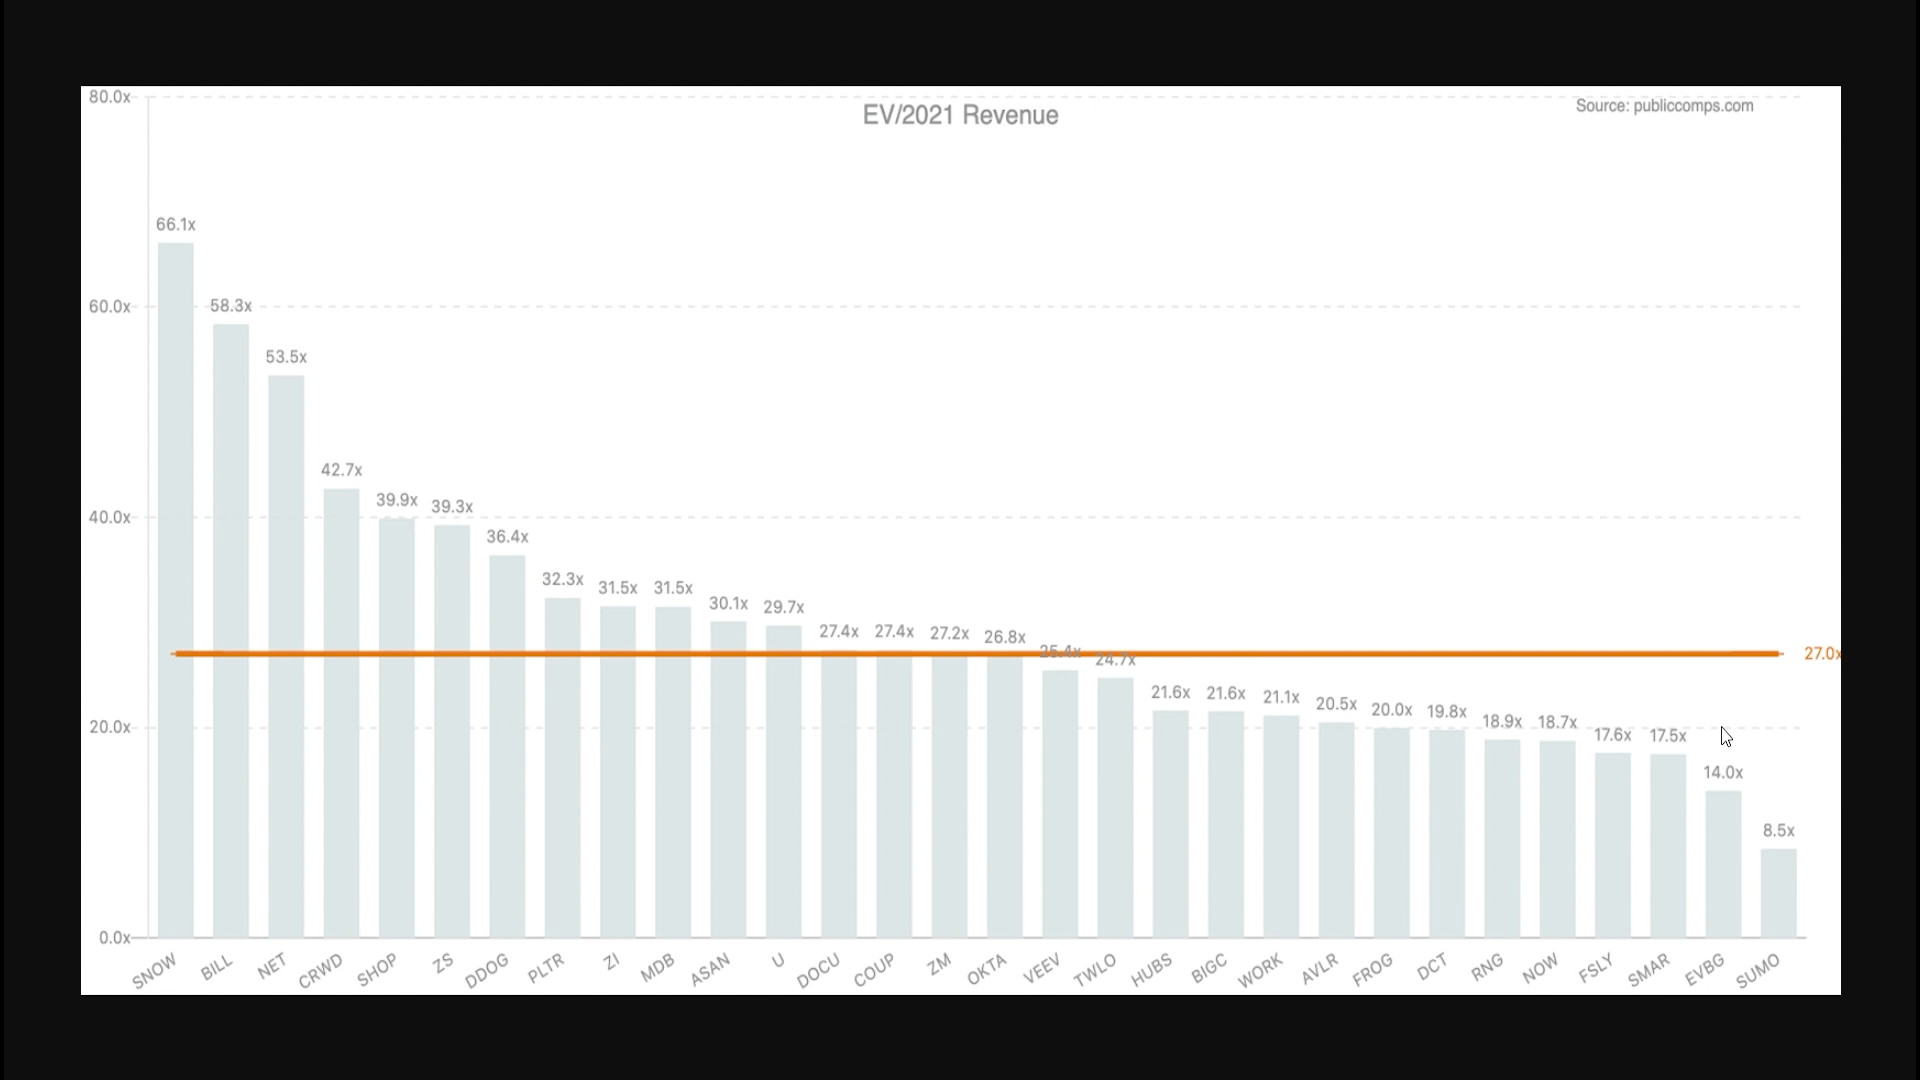 EV/2021 Revenue
Source: publiccomps.com
80.0x
60.0x
40.0x
20.0x
0.0x
66.1x
58.3x
53.5x
42.7x
39.9x
39.3x
36.4x
32.3x
31.5x
31.5x
30.1x
29.7x
27.4x
27.4x
27.2x
26.8x
25.4x
24.7x
21.6x
21.6x
21.1x
20.5x
20.0x
19.8x
18.9x
18.7x
17.6x
17.5x
14.0x
8.5x
27.0x
SNOW
BILL
NET
CRWD
SHOP
ZS
DDOG
PLTR
ZI
MDB
ASAN
U
DOCU
COUP
ZM
OKTA
VEEV
TWLO
HUBS
BIGC
WORK
AVLR
FROG
DCT
RNG
NOW
FSLY
SMAR
EVBG
SUMO